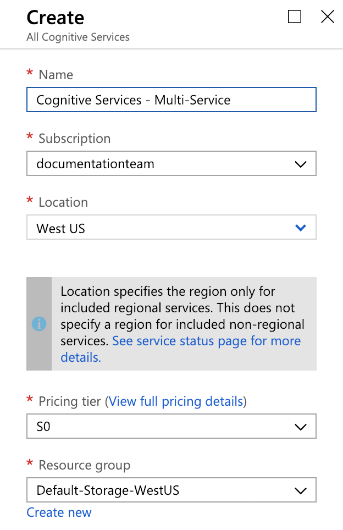 Create
All Cognitive Services
* Name
Cognitive Services - Multi-Service
* Subscription
documentationteam
* Location
West US
Location specifies the region only for
included regional services. This does not
specify a region for included non-regional
services. See service status page for more
details.
* Pricing tier (View full pricing details)
S0
* Resource group
Default-Storage-WestUS
Create new